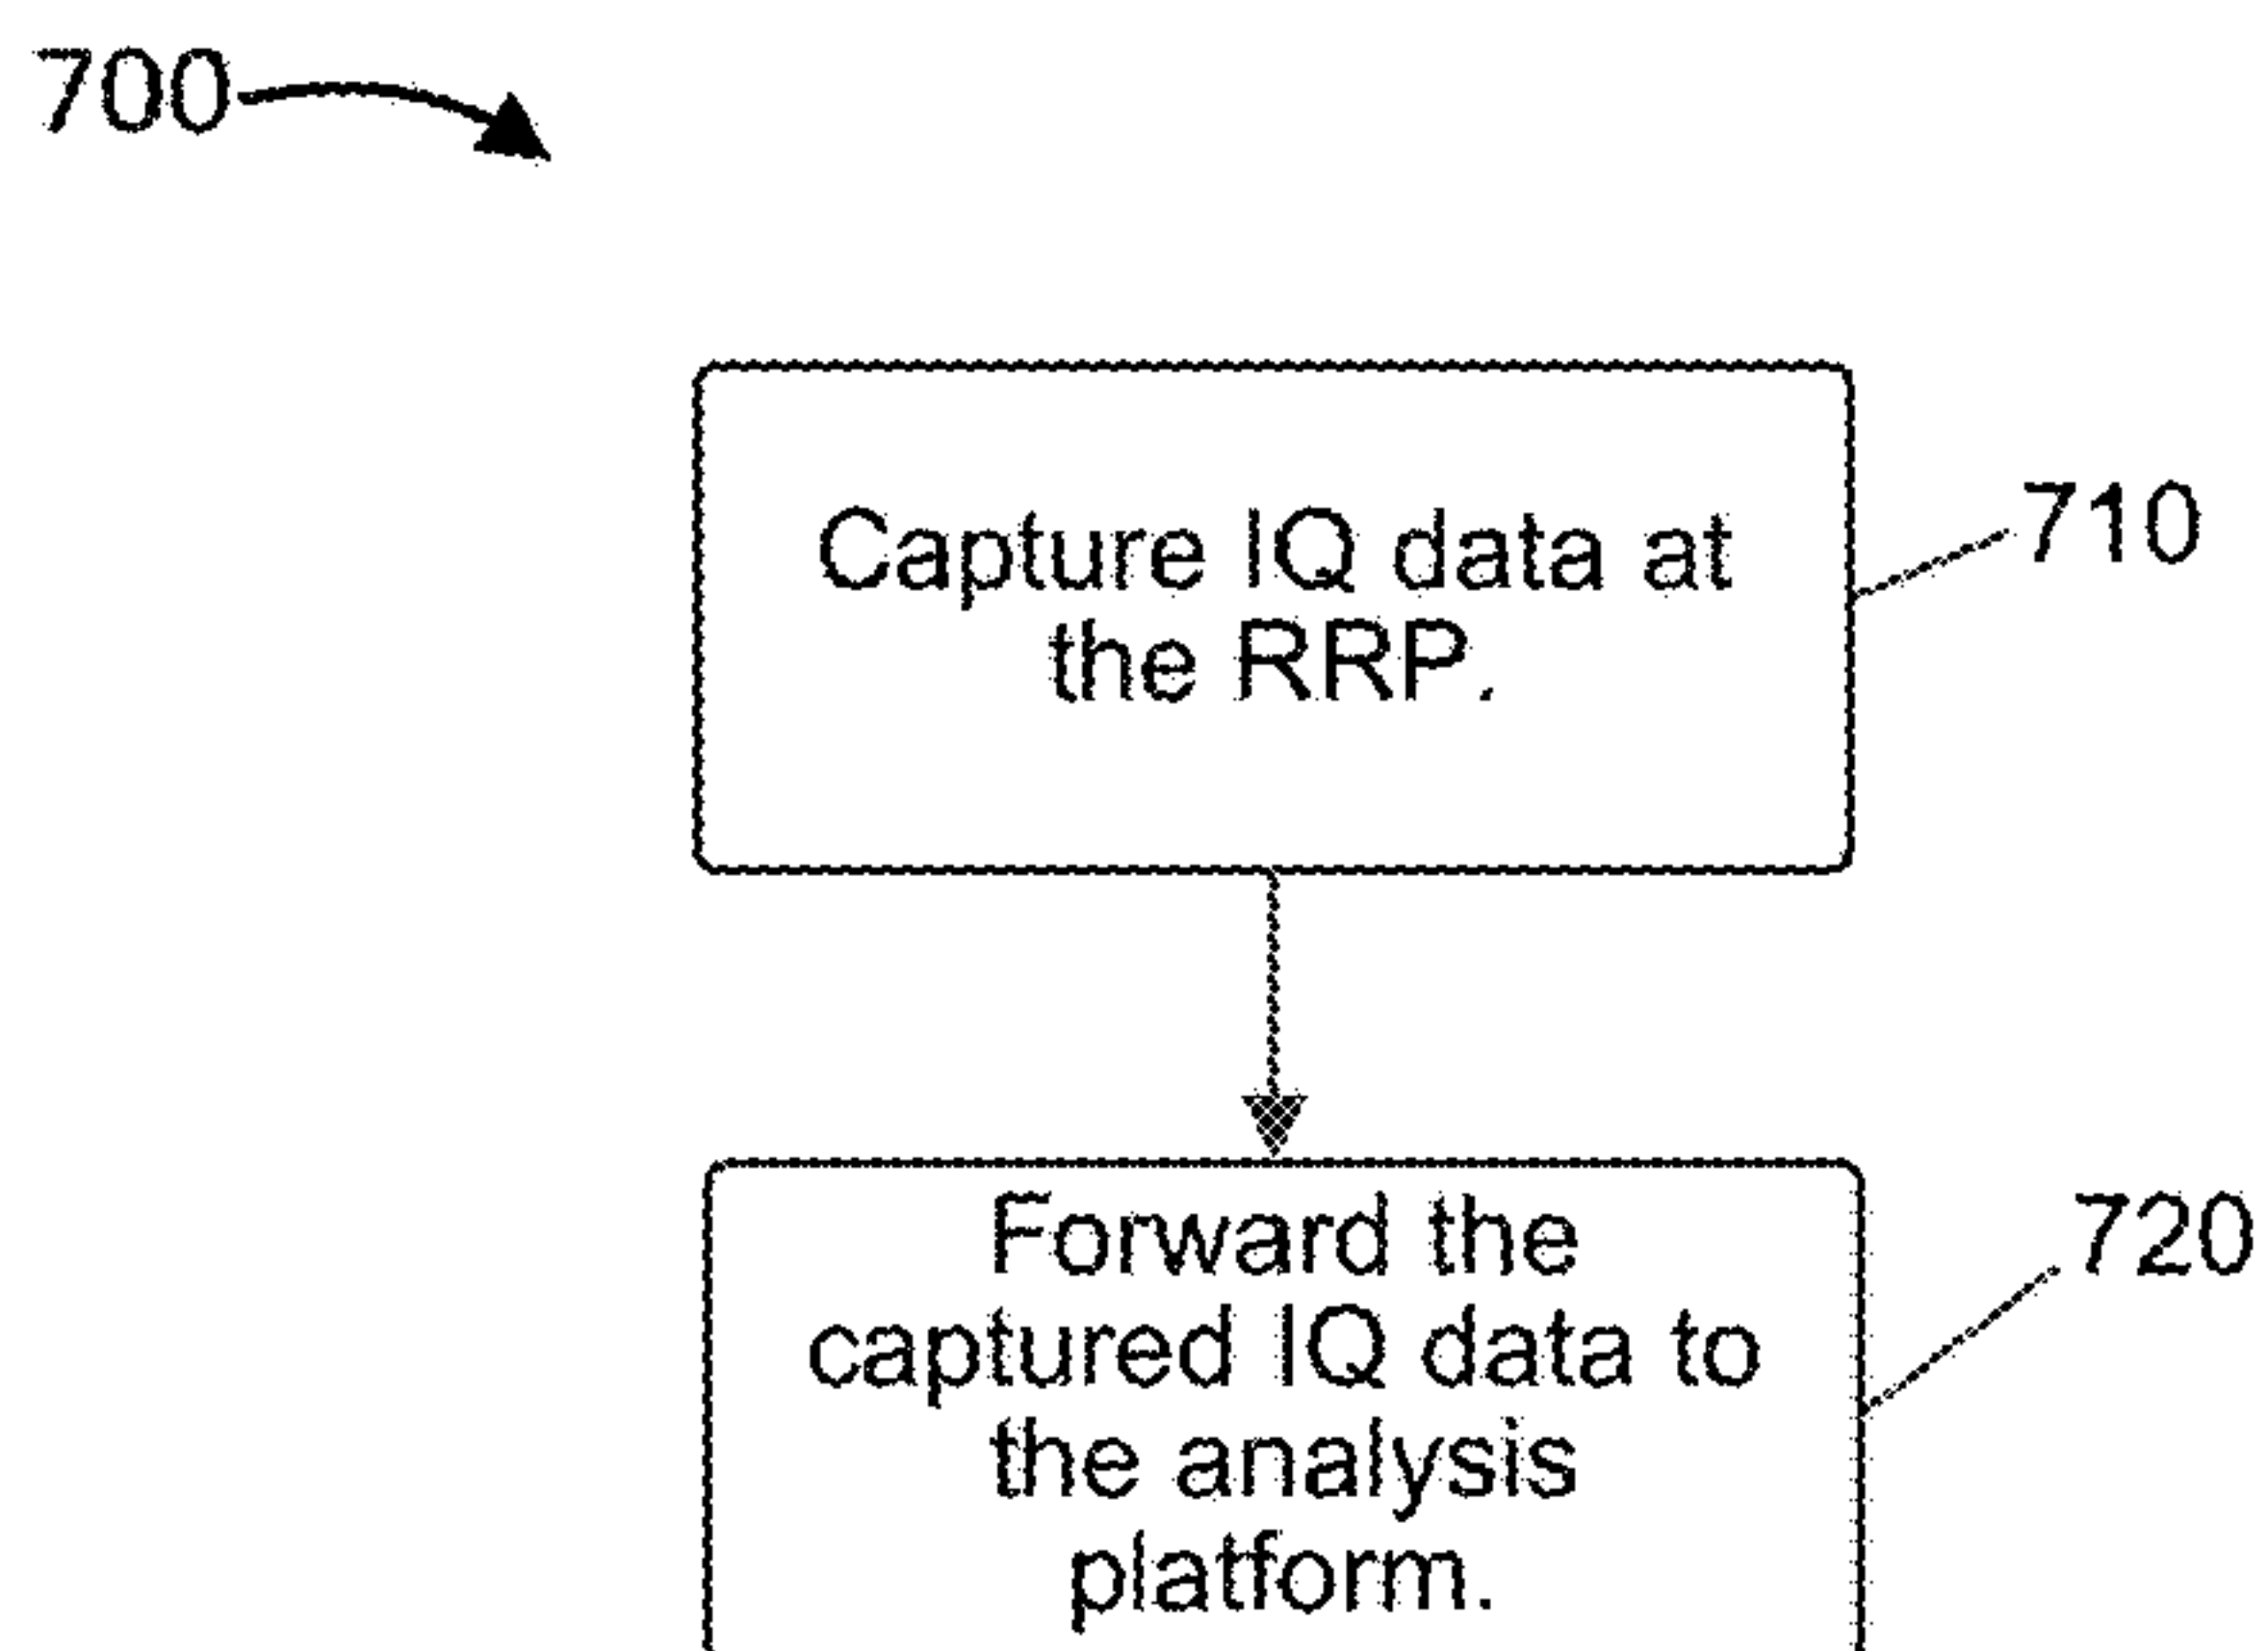 700
Capture IQ data at
the RRP.
710
Forward the
captured IQ data to
the analysis
platform.
720